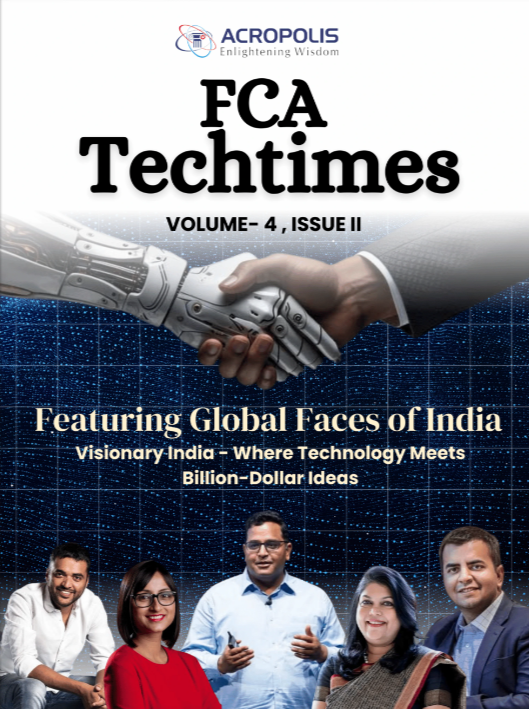 ACROPOLIS
Enlightening Wisdom
FCA
Techtimes
VOLUME- 4 , ISSUE II
Featuring Global Faces of India
Visionary India - Where Technology Meets
Billion-Dollar Ideas